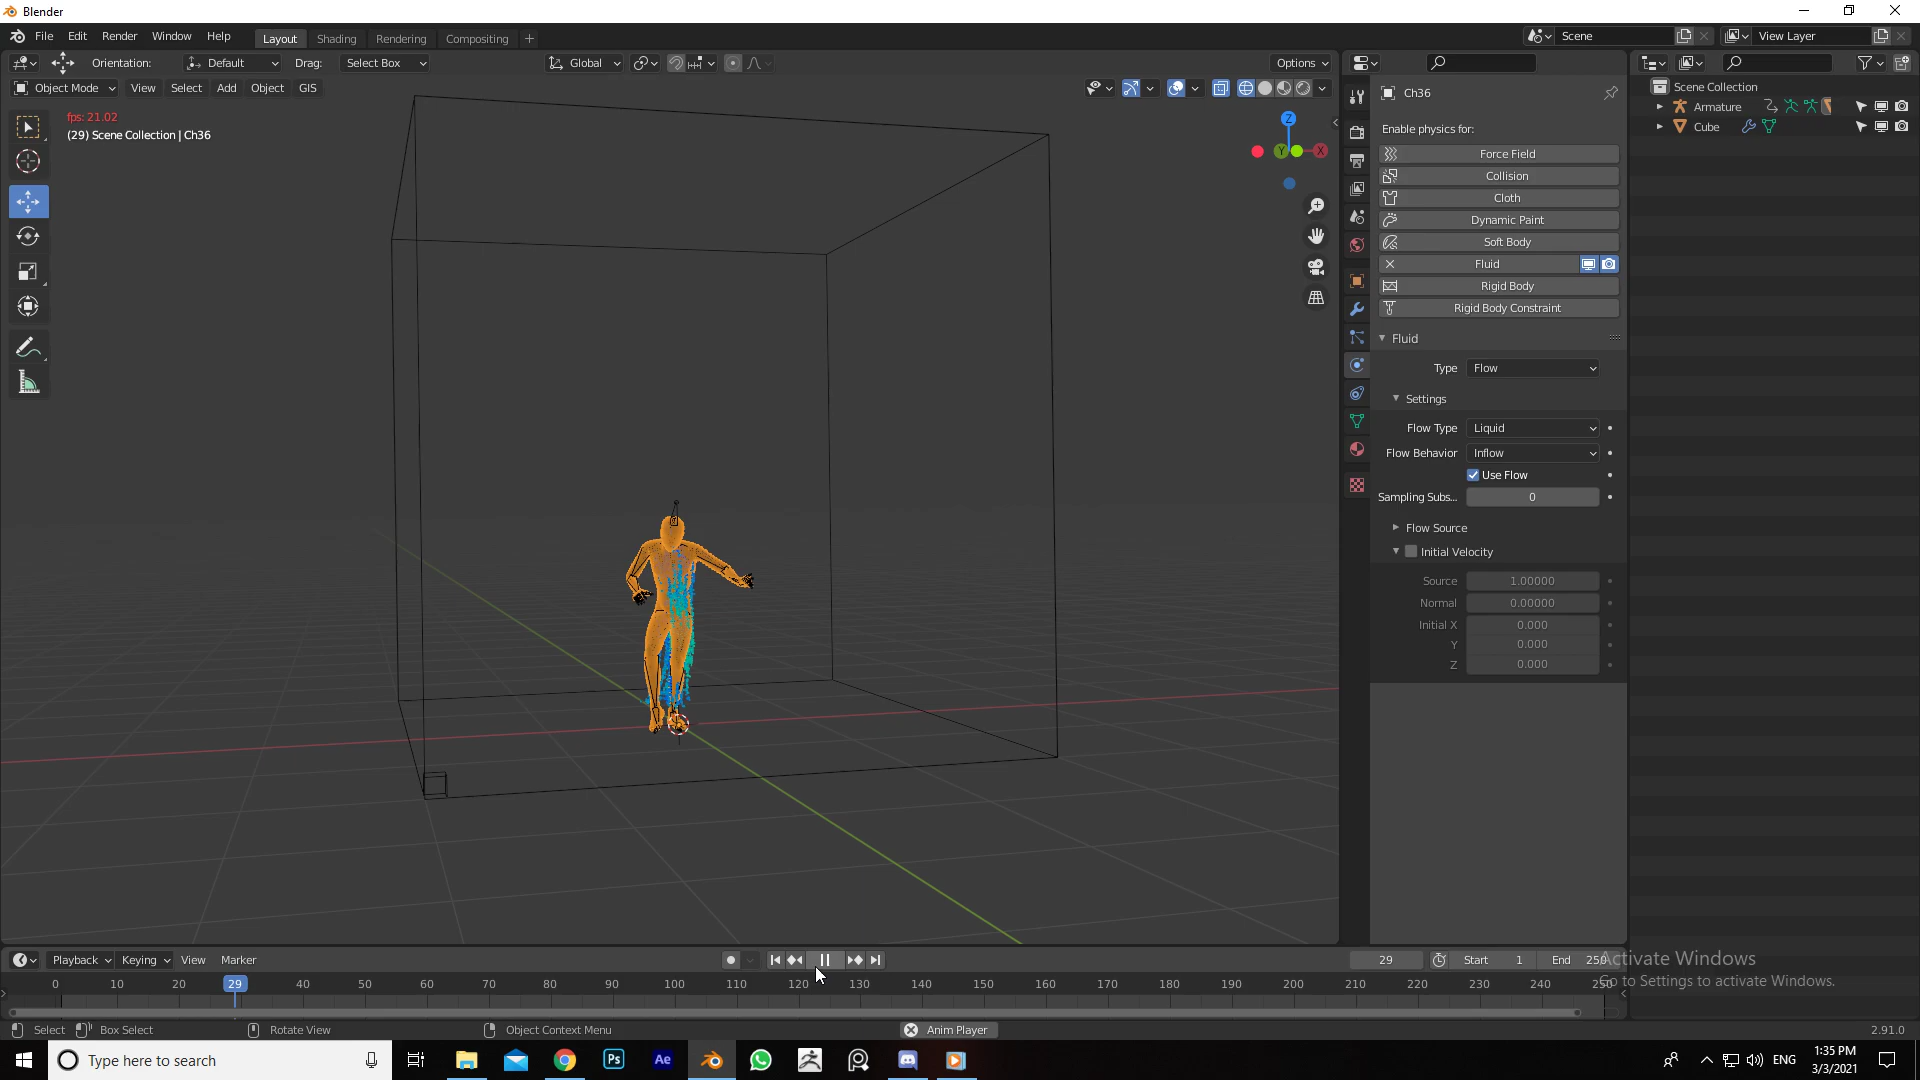 Blender
File Edit Render Window Help Layout Shading Rendering Compositing + Scene View Layer
Orientation: Default Drag: Select Box Global Options
Object Mode View Select Add Object GIS
fps: 21.02
(29) Scene Collection | Ch36
Z
Y X
Ch36
Enable physics for:
Force Field
Collision
Cloth
Dynamic Paint
Soft Body
Fluid
Rigid Body
Rigid Body Constraint
Fluid
Type Flow
Settings
Flow Type Liquid
Flow Behavior Inflow
Use Flow
Sampling Subs... 0
Flow Source
Initial Velocity
Source 1.00000
Normal 0.00000
Initial X 0.000
Y 0.000
Z 0.000
Scene Collection
Armature
Cube
Playback Keying View Marker 29 Start 1 End 250
Activate Windows
Go to Settings to activate Windows.
0 10 20 29 40 50 60 70 80 90 100 110 120 130 140 150 160 170 180 190 200 210 220 230 240 250
Select Box Select Rotate View Object Context Menu Anim Player 2.91.0
Type here to search Ps Ae ENG 1:35 PM
3/3/2021